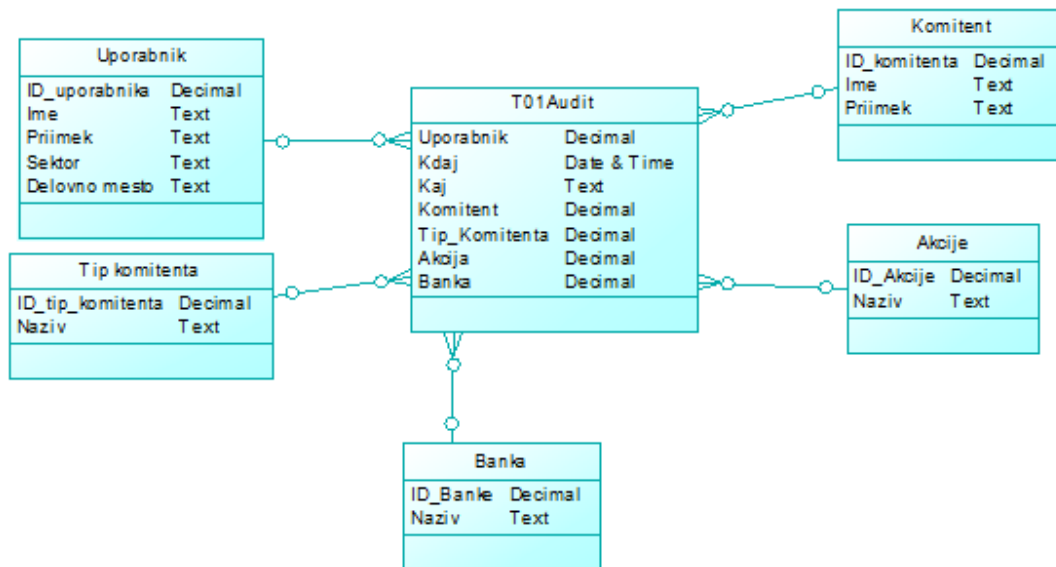 Uporabnik
ID_uporabnika Decimal
Ime Text
Priimek Text
Sektor Text
Delovno mesto Text
T01Audit
Uporabnik Decimal
Kdaj Date & Time
Kaj Text
Komitent Decimal
Tip_Komitenta Decimal
Akcija Decimal
Banka Decimal
Komitent
ID_komitenta Decimal
Ime Text
Priimek Text
Tip komitenta
ID_tip_komitenta Decimal
Naziv Text
Akcije
ID_Akcije Decimal
Naziv Text
Banka
ID_Banke Decimal
Naziv Text